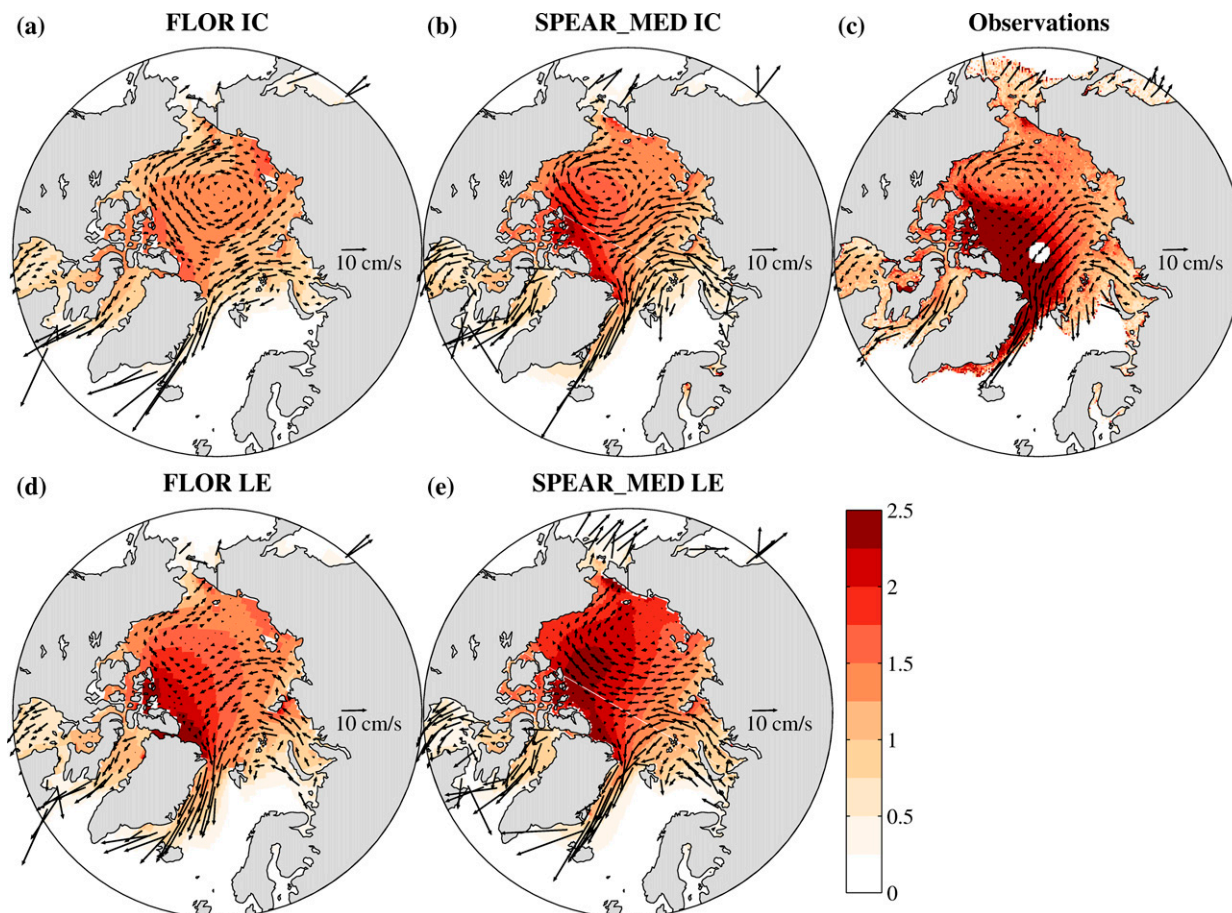 (a) FLOR IC
(b) SPEAR_MED IC
(c) Observations
10 cm/s
10 cm/s
10 cm/s
(d) FLOR LE
(e) SPEAR_MED LE
10 cm/s
10 cm/s
2.5
2
1.5
1
0.5
0